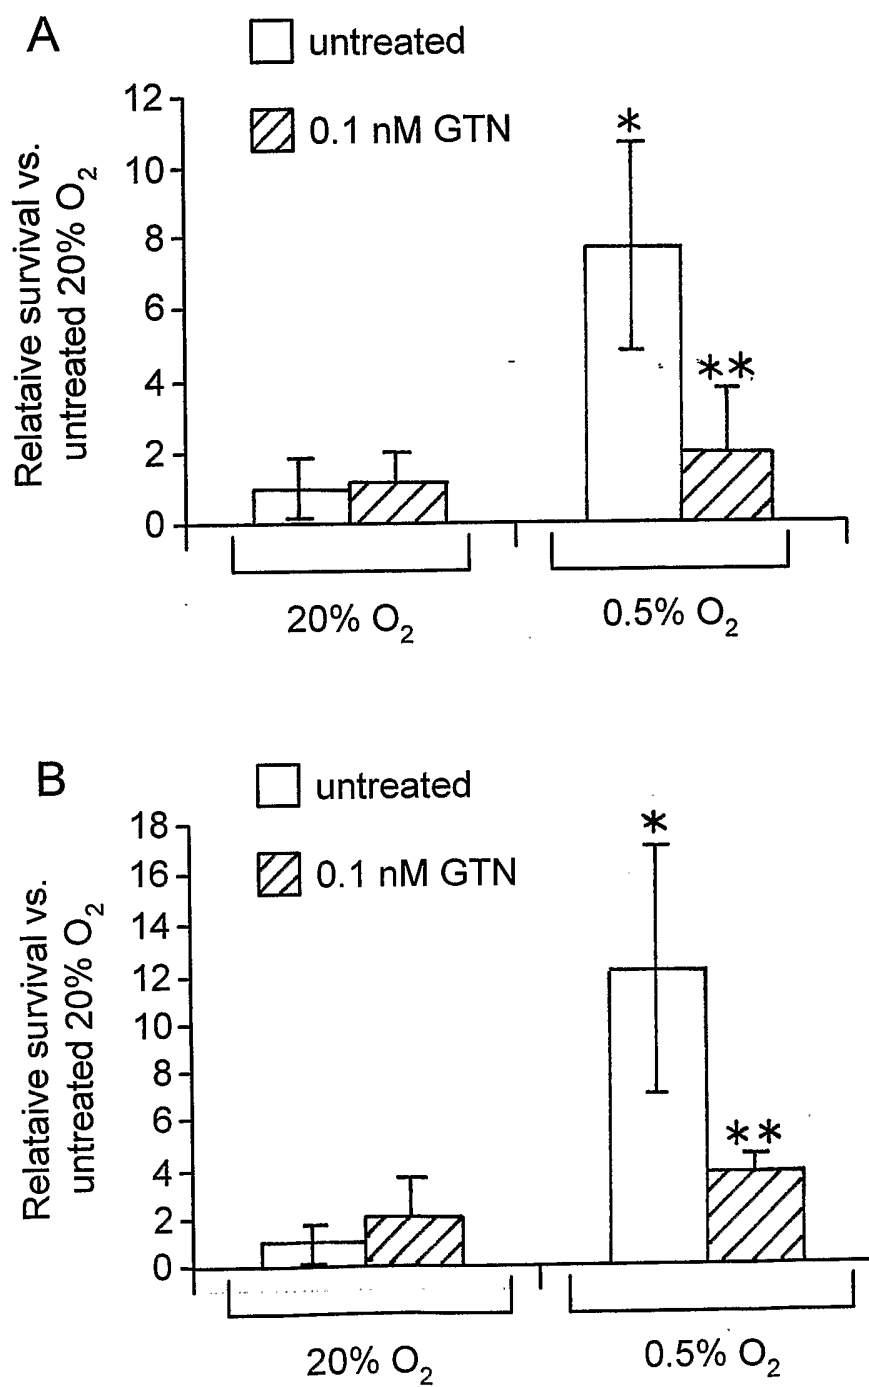 A
untreated
0.1 nM GTN
Relataive survival vs.
untreated 20% O2
12
10
8
6
4
2
0
*
**
20% O2
0.5% O2
B
untreated
0.1 nM GTN
Relataive survival vs.
untreated 20% O2
18
16
14
12
10
8
6
4
2
0
*
**
20% O2
0.5% O2